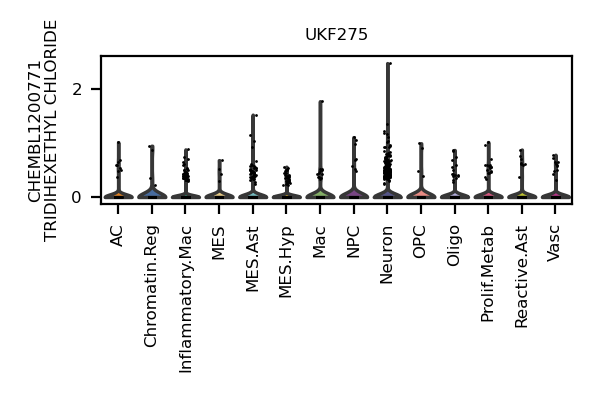 UKF275
CHEMBL1200771
TRIDIHEXETHYL CHLORIDE
2
0
AC
Chromatin.Reg
Inflammatory.Mac
MES
MES.Ast
MES.Hyp
Mac
NPC
Neuron
OPC
Oligo
Prolif.Metab
Reactive.Ast
Vasc